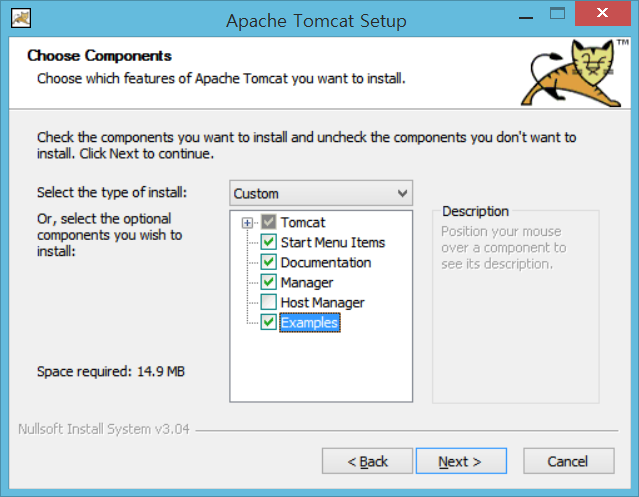 Apache Tomcat Setup
Choose Components
Choose which features of Apache Tomcat you want to install.
TM
Check the components you want to install and uncheck the components you don't want to
install. Click Next to continue.
Select the type of install:
Custom
Or, select the optional
components you wish to
install:
Tomcat
Start Menu Items
Documentation
Manager
Host Manager
Examples
Description
Position your mouse
over a component to
see its description.
Space required: 14.9 MB
Nullsoft Install System v3.04
< Back
Next >
Cancel